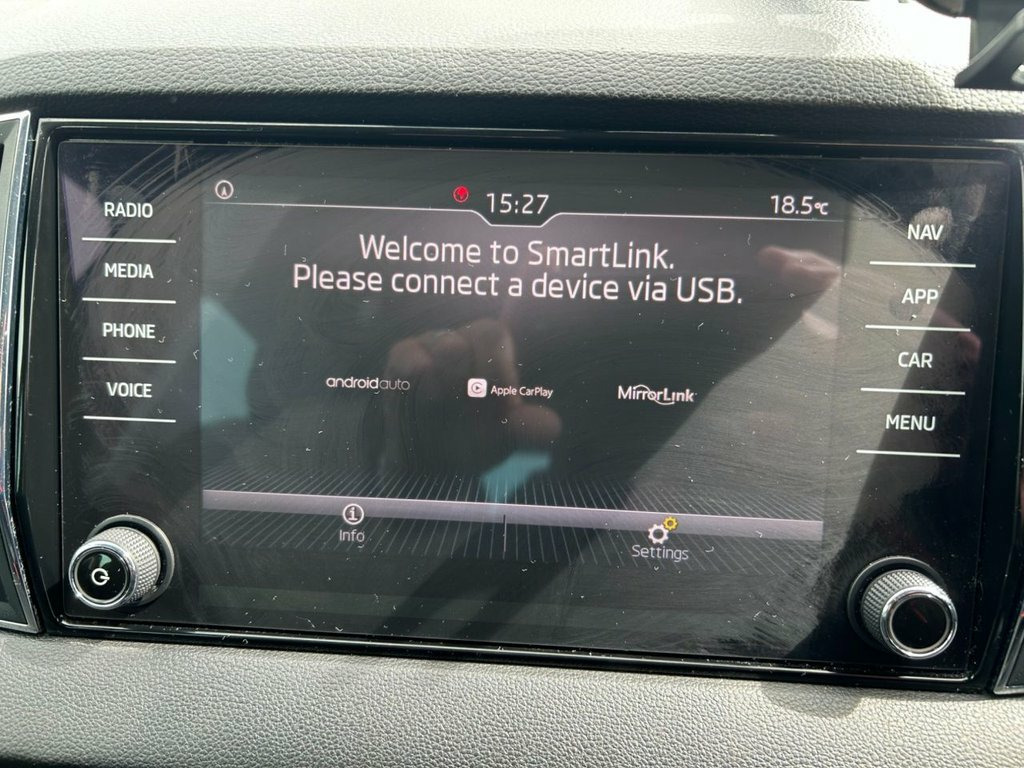 RADIO
MEDIA
PHONE
VOICE
15:27
18.5°C
Welcome to SmartLink.
Please connect a device via USB.
androidauto
Apple CarPlay
MirrorLink
Info
Settings
NAV
APP
CAR
MENU